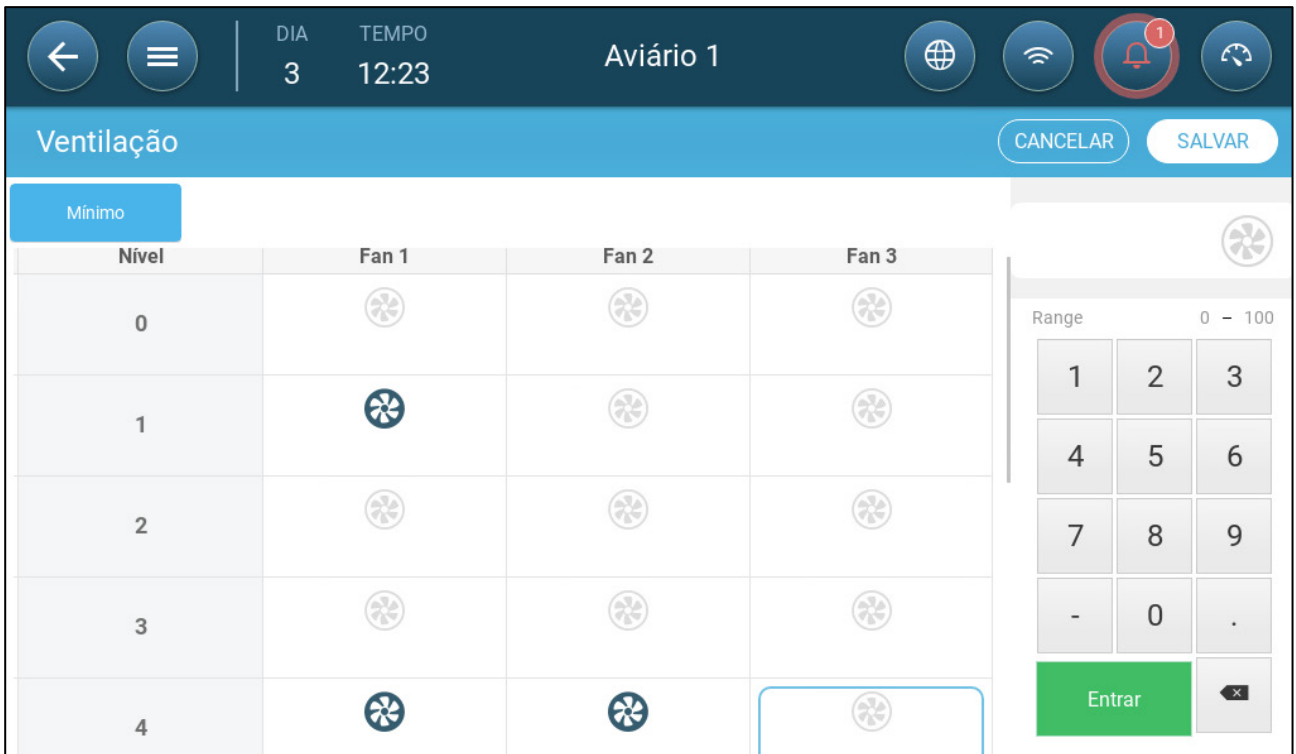 DIA TEMPO
3 12:23 Aviário 1 1
Ventilação CANCELAR SALVAR
Mínimo
Nível Fan 1 Fan 2 Fan 3
0
1
2
3
4
Range 0 – 100
1 2 3
4 5 6
7 8 9
- 0 .
Entrar